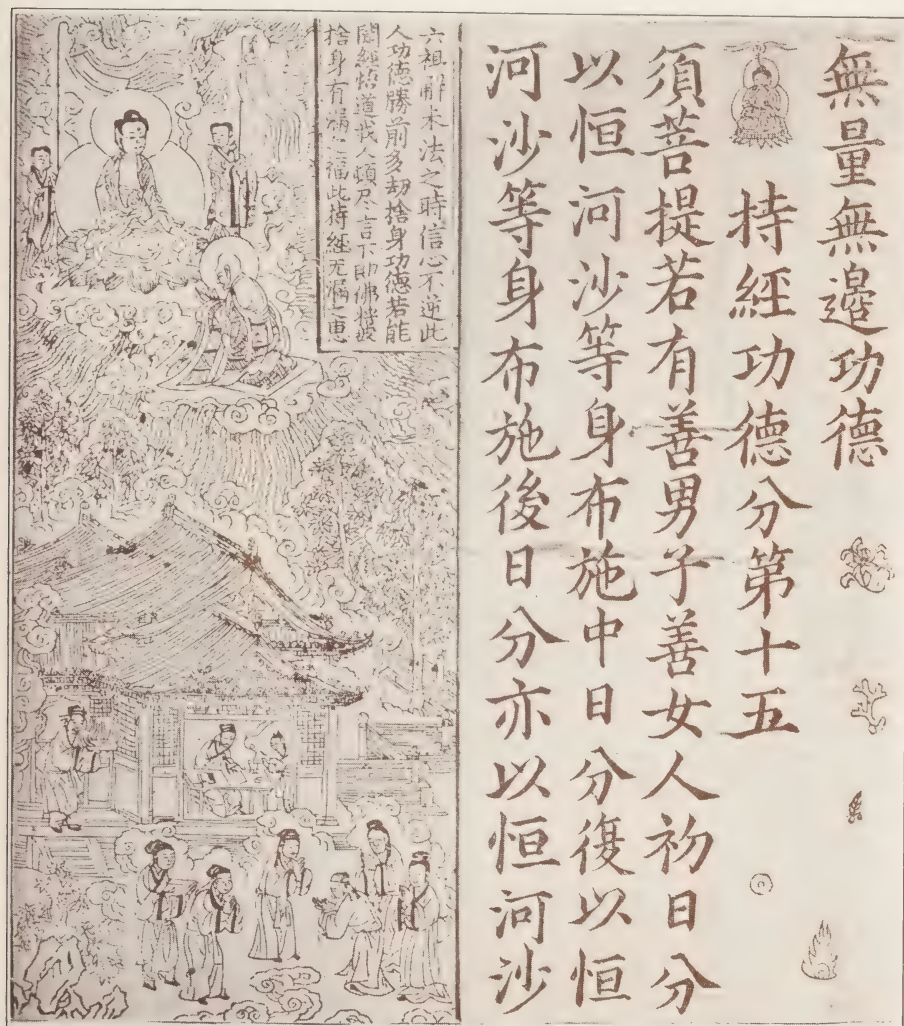 無量無邊功德
持經功德分第十五
須菩提若有善男子善女人初日分
以恒河沙等身布施中日分復以恒
河沙等身布施後日分亦以恒河沙
六祖解末法之時信心不逆此
人功德勝前多劫捨身功德若能
聞經悟道我人頓尽言下即佛將彼
捨身有漏之福此持經无漏之恵